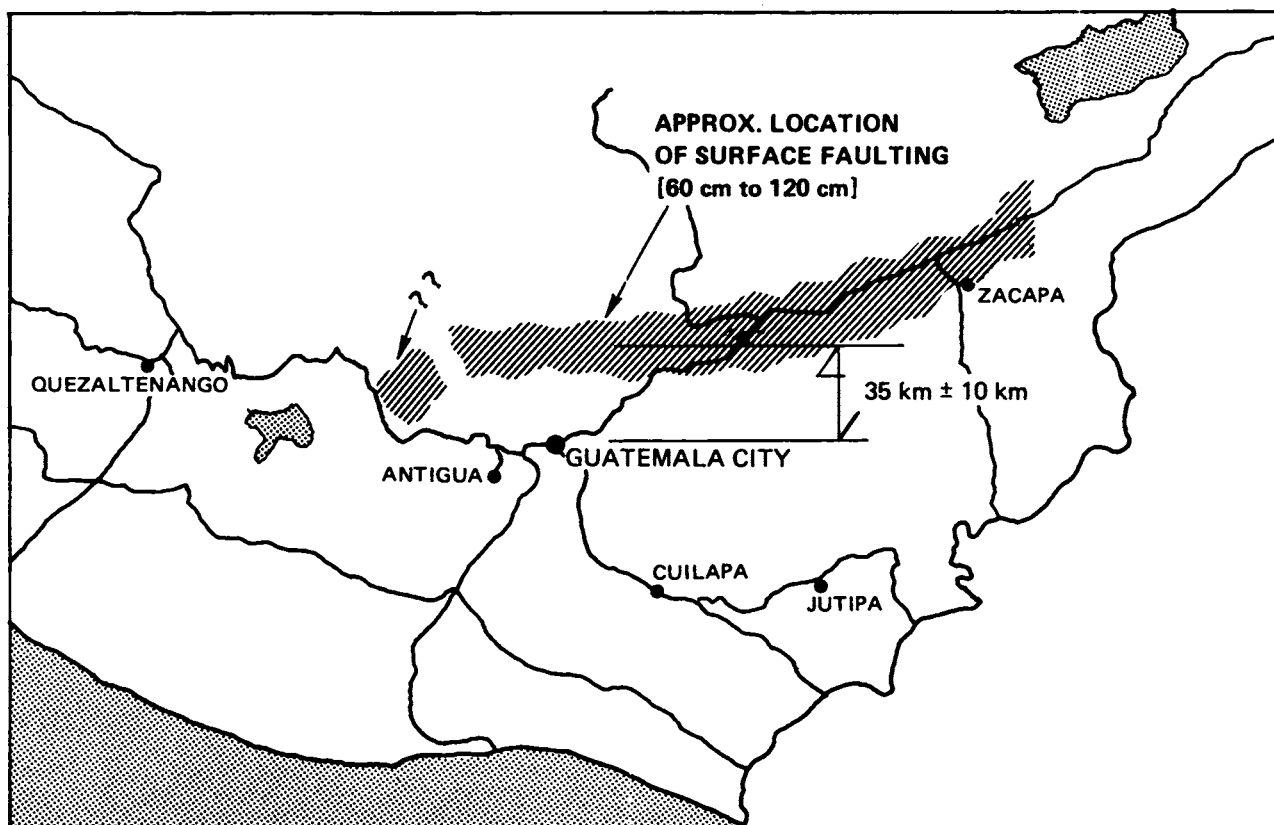 APPROX. LOCATION
OF SURFACE FAULTING
[60 cm to 120 cm]
? ?
ZACAPA
QUEZALTENANGO
35 km ± 10 km
GUATEMALA CITY
ANTIGUA
CUILAPA
JUTIPA